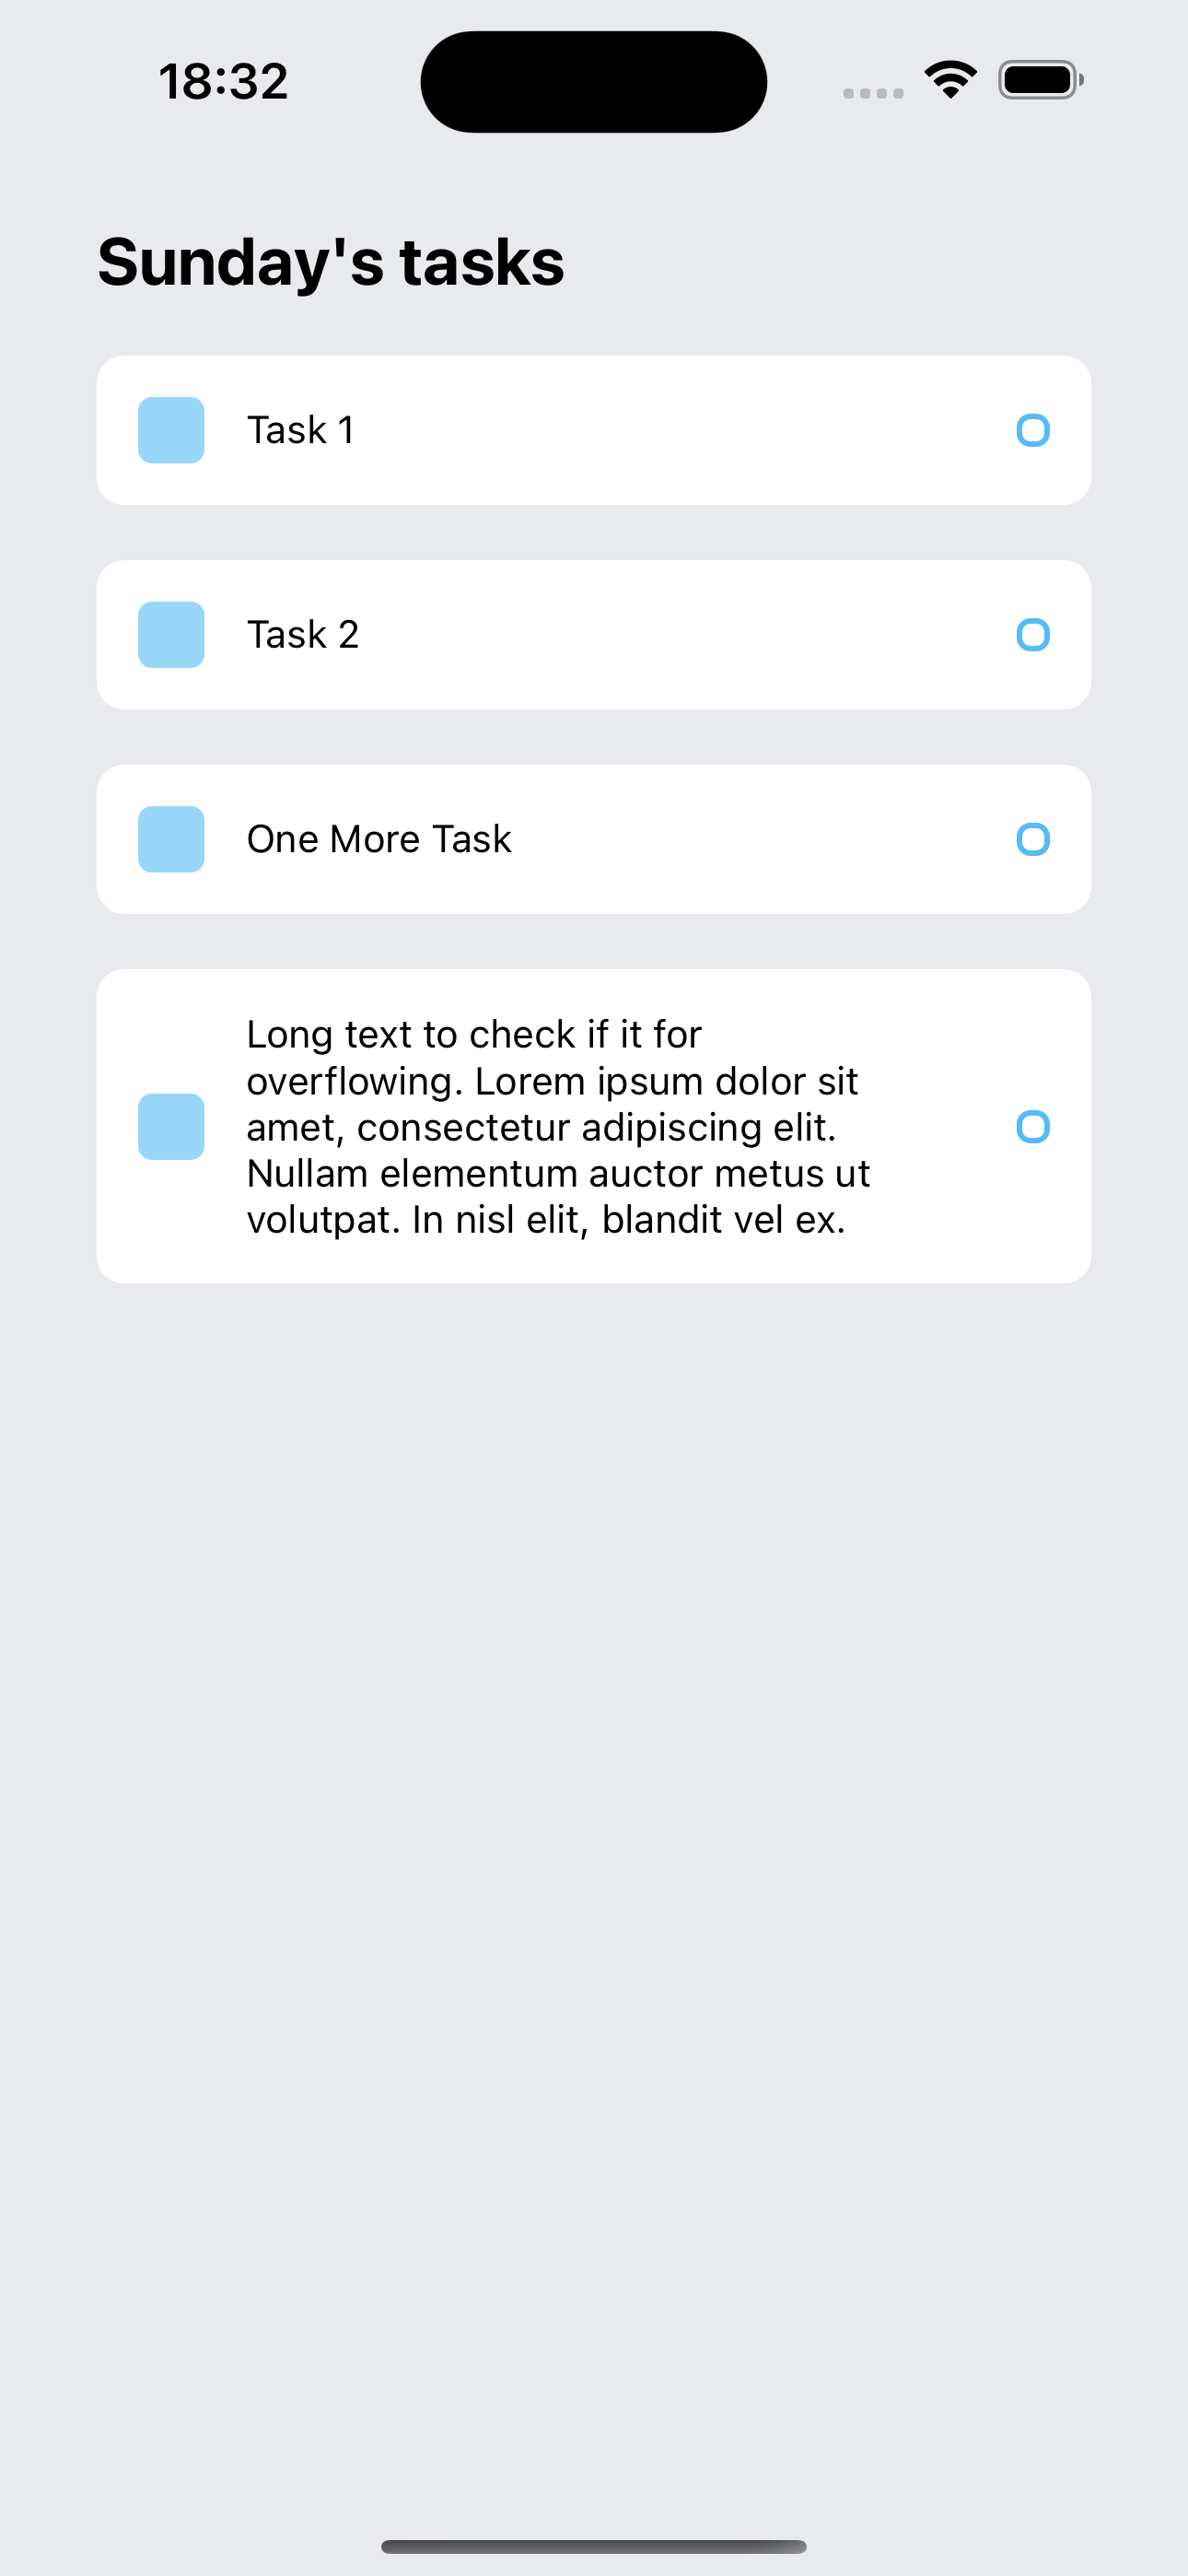 18:32
Sunday's tasks
Task 1
Task 2
One More Task
Long text to check if it for
overflowing. Lorem ipsum dolor sit
amet, consectetur adipiscing elit.
Nullam elementum auctor metus ut
volutpat. In nisl elit, blandit vel ex.